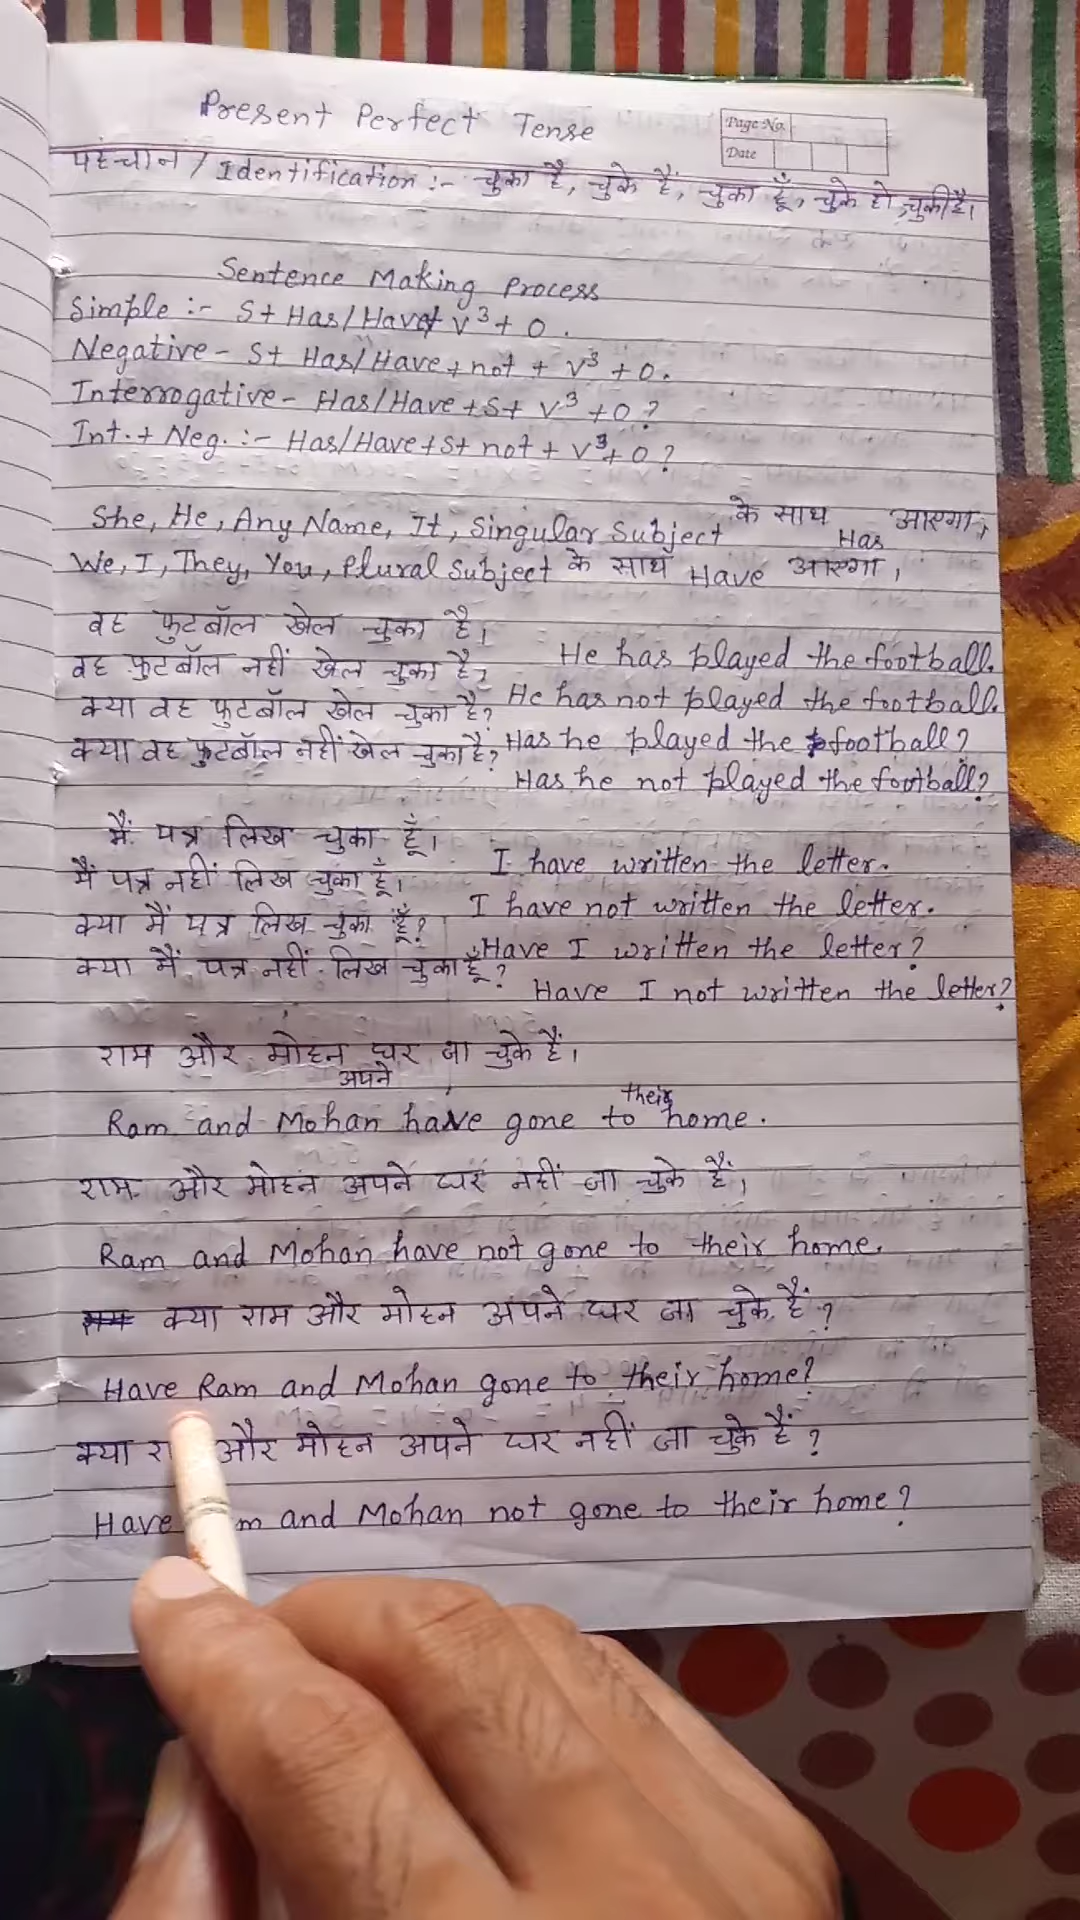 Present Perfect Tense
Page No.
Date
पहचान / Identification :- चुका है, चुके हैं, चुका हूँ, चुके हो, चुकी है।
Sentence Making Process
Simple :- S+ Has/Have+ V³+ O.
Negative - S+ Has/Have+not + V³ +O.
Interrogative - Has/Have +S+ V³ +O?
Int.+ Neg. :- Has/Have+S+ not + V³+O?
She, He, Any Name, It, Singular Subject के साथ Has आएगा,
We, I, They, You, Plural Subject के साथ Have आएगा,
वह फुटबॉल खेल चुका है।
He has played the football.
वह फुटबॉल नहीं खेल चुका है,
He has not played the football.
क्या वह फुटबॉल खेल चुका है?
Has he played the football?
क्या वह फुटबॉल नहीं खेल चुका है?
Has he not played the football?
मैं पत्र लिख चुका हूँ।
I have written the letter.
मैं पत्र नहीं लिख चुका हूँ।
I have not written the letter.
क्या मैं पत्र लिख चुका हूँ?
Have I written the letter?
क्या मैं पत्र नहीं लिख चुका हूँ?
Have I not written the letter?
राम और मोहन अपने घर जा चुके हैं।
Ram and Mohan have gone to their home.
राम और मोहन अपने घर नहीं जा चुके हैं,
Ram and Mohan have not gone to their home.
क्या राम और मोहन अपने घर जा चुके हैं?
Have Ram and Mohan gone to their home?
क्या और मोहन अपने घर नहीं जा चुके हैं?
Have and Mohan not gone to their home?